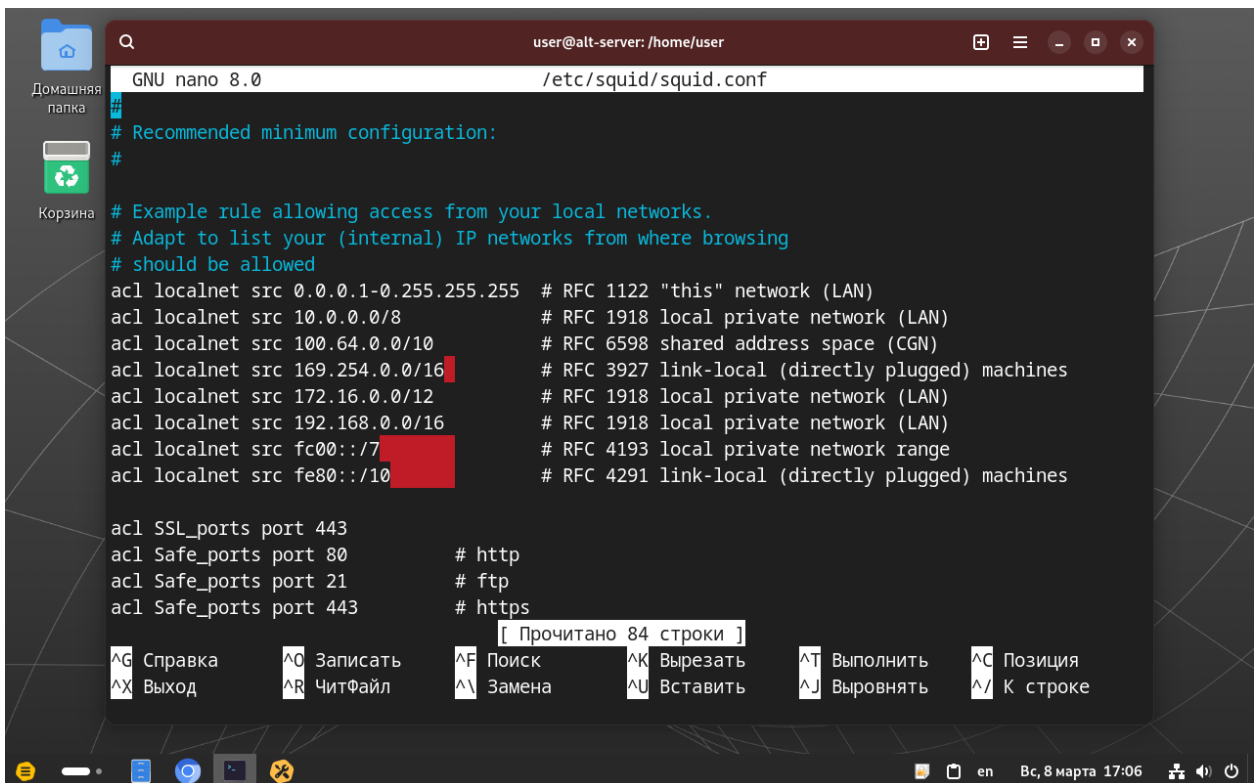 Домашняя папка
Корзина
user@alt-server: /home/user
GNU nano 8.0 /etc/squid/squid.conf
#
# Recommended minimum configuration:
#
# Example rule allowing access from your local networks.
# Adapt to list your (internal) IP networks from where browsing
# should be allowed
acl localnet src 0.0.0.1-0.255.255.255 # RFC 1122 "this" network (LAN)
acl localnet src 10.0.0.0/8 # RFC 1918 local private network (LAN)
acl localnet src 100.64.0.0/10 # RFC 6598 shared address space (CGN)
acl localnet src 169.254.0.0/16 # RFC 3927 link-local (directly plugged) machines
acl localnet src 172.16.0.0/12 # RFC 1918 local private network (LAN)
acl localnet src 192.168.0.0/16 # RFC 1918 local private network (LAN)
acl localnet src fc00::/7 # RFC 4193 local private network range
acl localnet src fe80::/10 # RFC 4291 link-local (directly plugged) machines
acl SSL_ports port 443
acl Safe_ports port 80 # http
acl Safe_ports port 21 # ftp
acl Safe_ports port 443 # https
[ Прочитано 84 строки ]
^G Справка ^O Записать ^F Поиск ^K Вырезать ^T Выполнить ^C Позиция
^X Выход ^R ЧитФайл ^\ Замена ^U Вставить ^J Выровнять ^/ К строке
en Вс, 8 марта 17:06